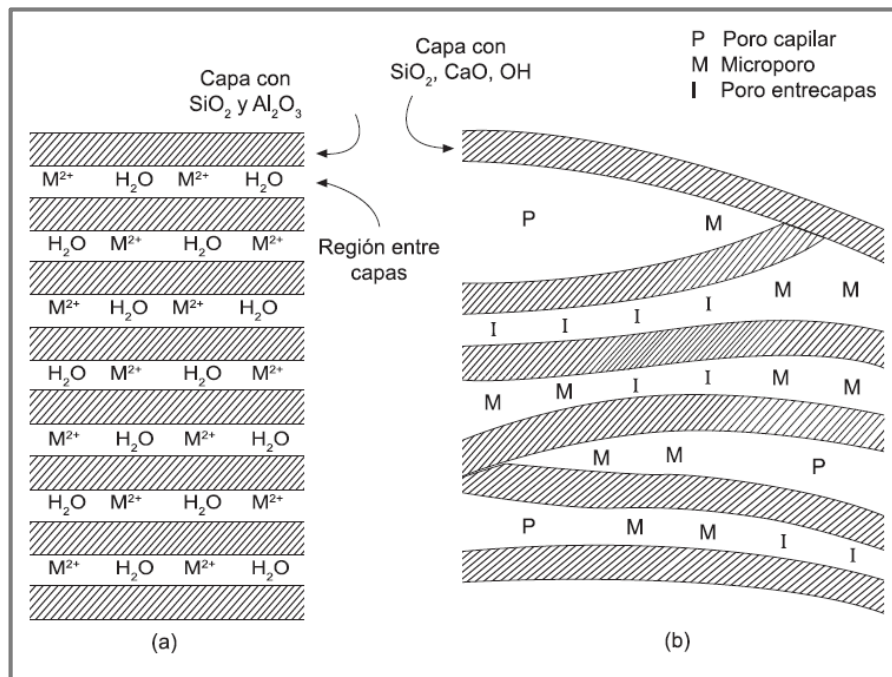 Capa con
SiO₂ y Al₂O₃
Capa con
SiO₂, CaO, OH
P Poro capilar
M Microporo
I Poro entrecapas
M²⁺ H₂O M²⁺ H₂O
H₂O M²⁺ H₂O M²⁺
M²⁺ H₂O M²⁺ H₂O
H₂O M²⁺ H₂O M²⁺
M²⁺ H₂O M²⁺ H₂O
H₂O M²⁺ H₂O M²⁺
M²⁺ H₂O M²⁺ H₂O
Región entre
capas
(a)
P M
M M
I I I I
M M I I M M
M M P
P M M I I
(b)